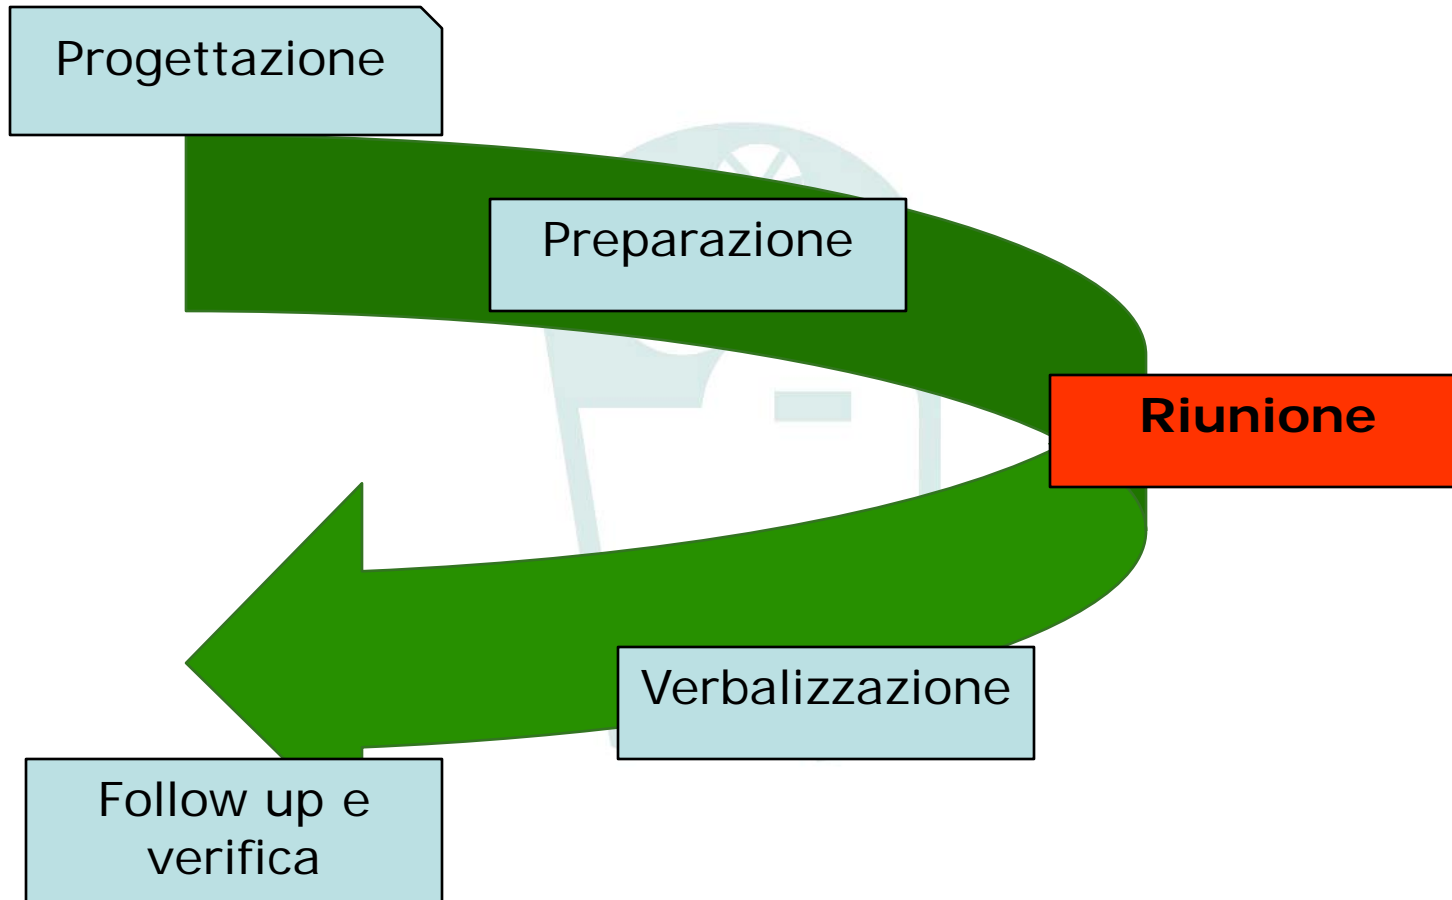 Progettazione
Preparazione
Riunione
Verbalizzazione
Follow up e
verifica